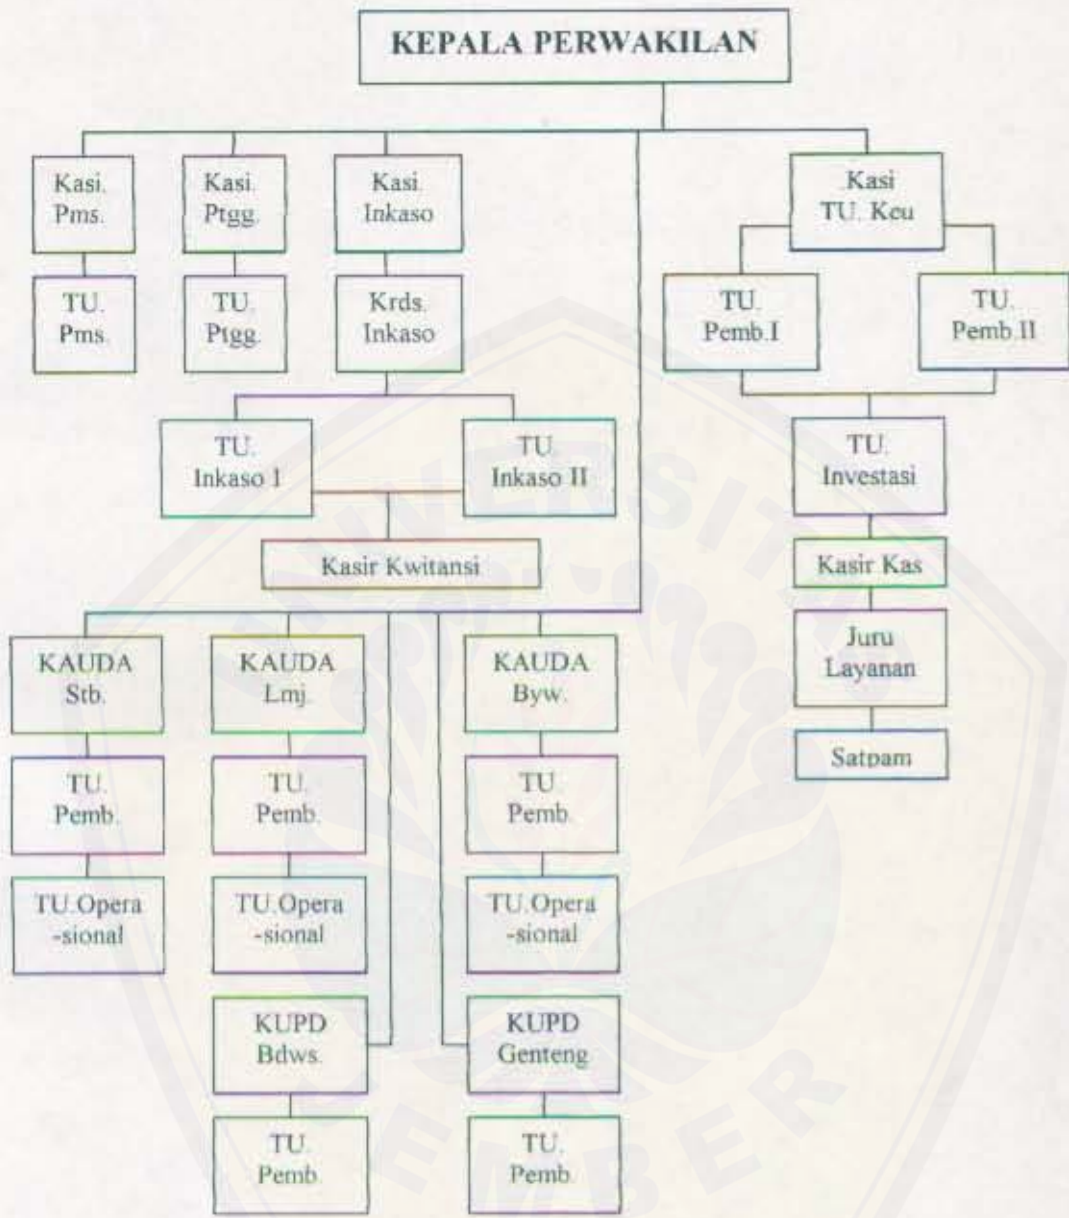 KEPALA PERWAKILAN
Kasi.
Pms.
Kasi.
Ptgg.
Kasi.
Inkaso
Kasi
TU. Keu
TU.
Pms.
TU.
Ptgg.
Krds.
Inkaso
TU.
Pemb.I
TU.
Pemb.II
TU.
Inkaso I
TU.
Inkaso II
TU.
Investasi
Kasir Kwitansi
Kasir Kas
KAUDA
Stb.
KAUDA
Lmj.
KAUDA
Byw.
Juru
Layanan
TU.
Pemb.
TU.
Pemb.
TU.
Pemb.
Satpam
TU.Opera
-sional
TU.Opera
-sional
TU.Opera
-sional
KUPD
Bdws.
KUPD
Genteng
TU.
Pemb.
TU.
Pemb.
UNIVERSITAS
JEMBER